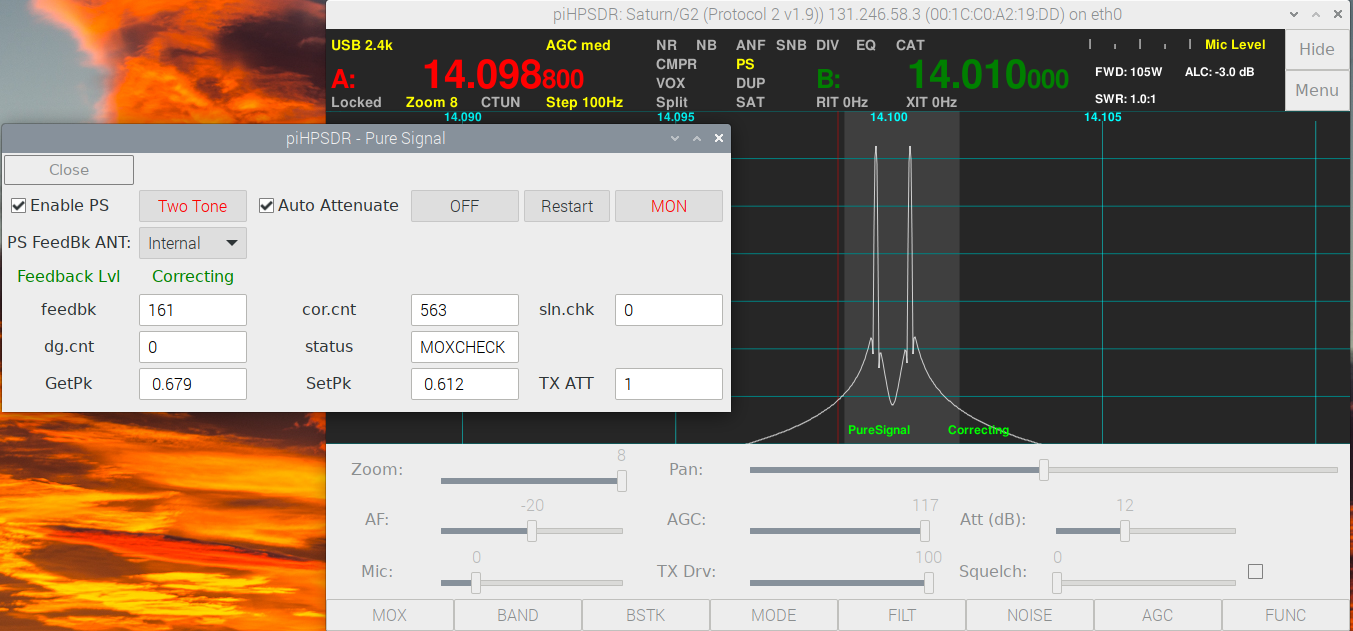 piHPSDR: Saturn/G2 (Protocol 2 v1.9)) 131.246.58.3 (00:1C:C0:A2:19:DD) on eth0
USB 2.4k AGC med NR NB ANF SNB DIV EQ CAT Mic Level Hide
CMPR PS
A: 14.098800 VOX DUP B: 14.010000 FWD: 105W ALC: -3.0 dB
Locked Zoom 8 CTUN Step 100Hz Split SAT RIT 0Hz XIT 0Hz SWR: 1.0:1 Menu
14.090 14.095 14.100 14.105
piHPSDR - Pure Signal
Close
Enable PS Two Tone Auto Attenuate OFF Restart MON
PS FeedBk ANT: Internal
Feedback Lvl Correcting
feedbk 161 cor.cnt 563 sln.chk 0
dg.cnt 0 status MOXCHECK
GetPk 0.679 SetPk 0.612 TX ATT 1
PureSignal Correcting
Zoom: 8 Pan:
AF: -20 AGC: 117 Att (dB): 12
Mic: 0 TX Drv: 100 Squelch: 0
MOX BAND BSTK MODE FILT NOISE AGC FUNC